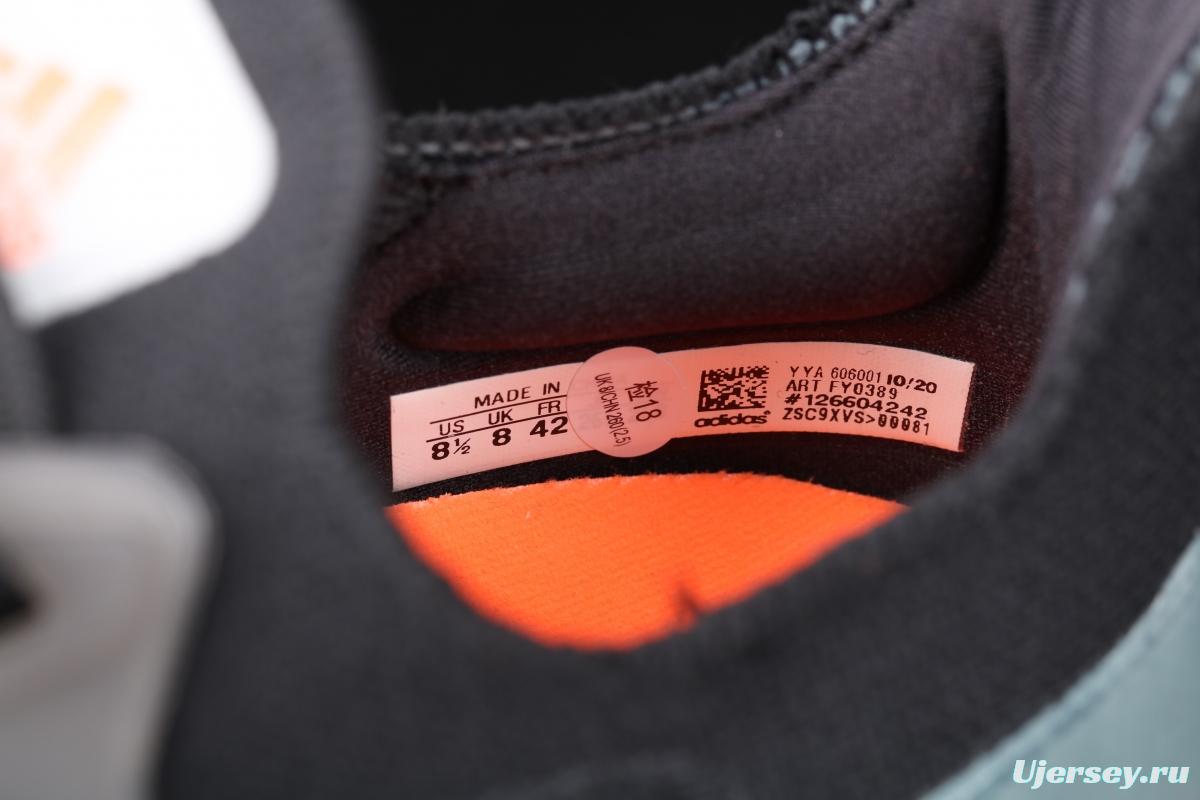 MADE IN
US UK FR
8½ 8 42
检18
UK 8/CHN 260(2.5)
adidas
YYA 606001 10/20
ART FY0389
#126604242
ZSC9XVS>00081
Ujersey.ru